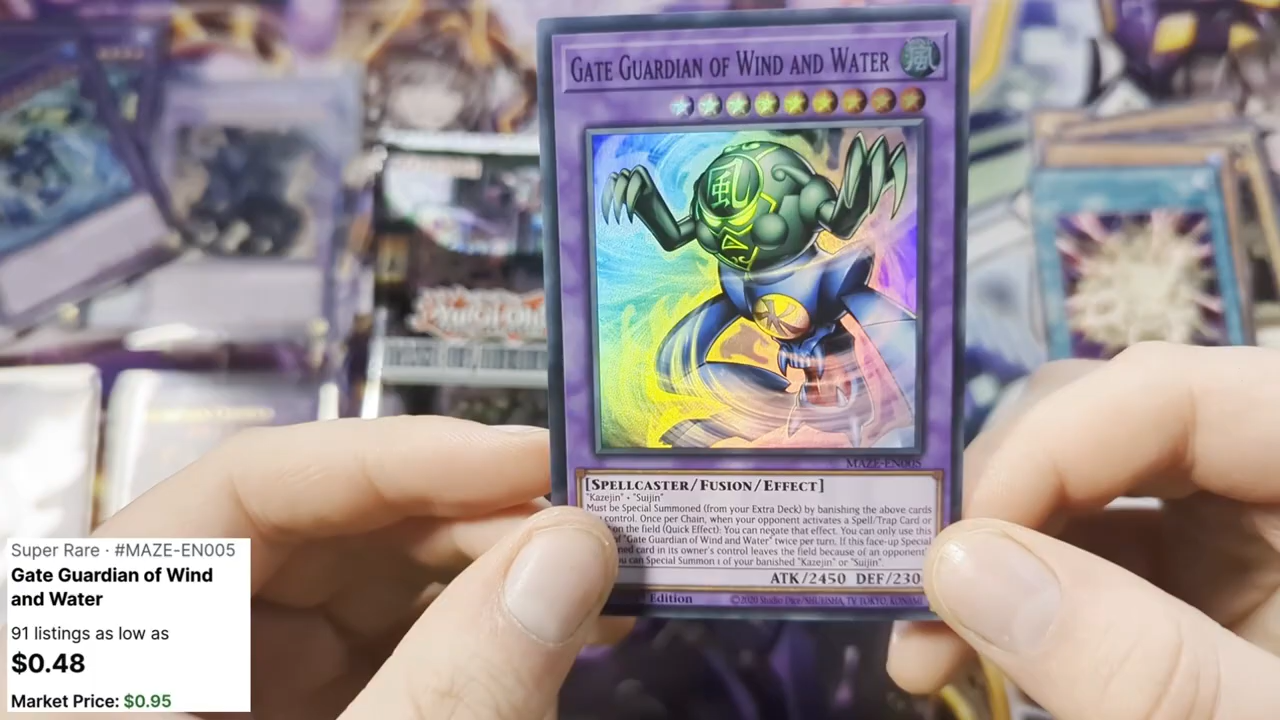 GATE GUARDIAN OF WIND AND WATER
風
風
水
MAZE-EN005
[SPELLCASTER/FUSION/EFFECT]
"Kazejin" + "Suijin"
Must be Special Summoned (from your Extra Deck) by banishing the above cards
control. Once per Chain, when your opponent activates a Spell/Trap Card or
on the field (Quick Effect): You can negate that effect. You can only use this
of "Gate Guardian of Wind and Water" twice per turn. If this face-up Special
ned card in its owner's control leaves the field because of an opponent
u can Special Summon 1 of your banished "Kazejin" or "Suijin".
ATK/2450 DEF/230
Edition
©2020 Studio Dice/SHUEISHA, TV TOKYO, KONAMI
Super Rare · #MAZE-EN005
Gate Guardian of Wind
and Water
91 listings as low as
$0.48
Market Price: $0.95